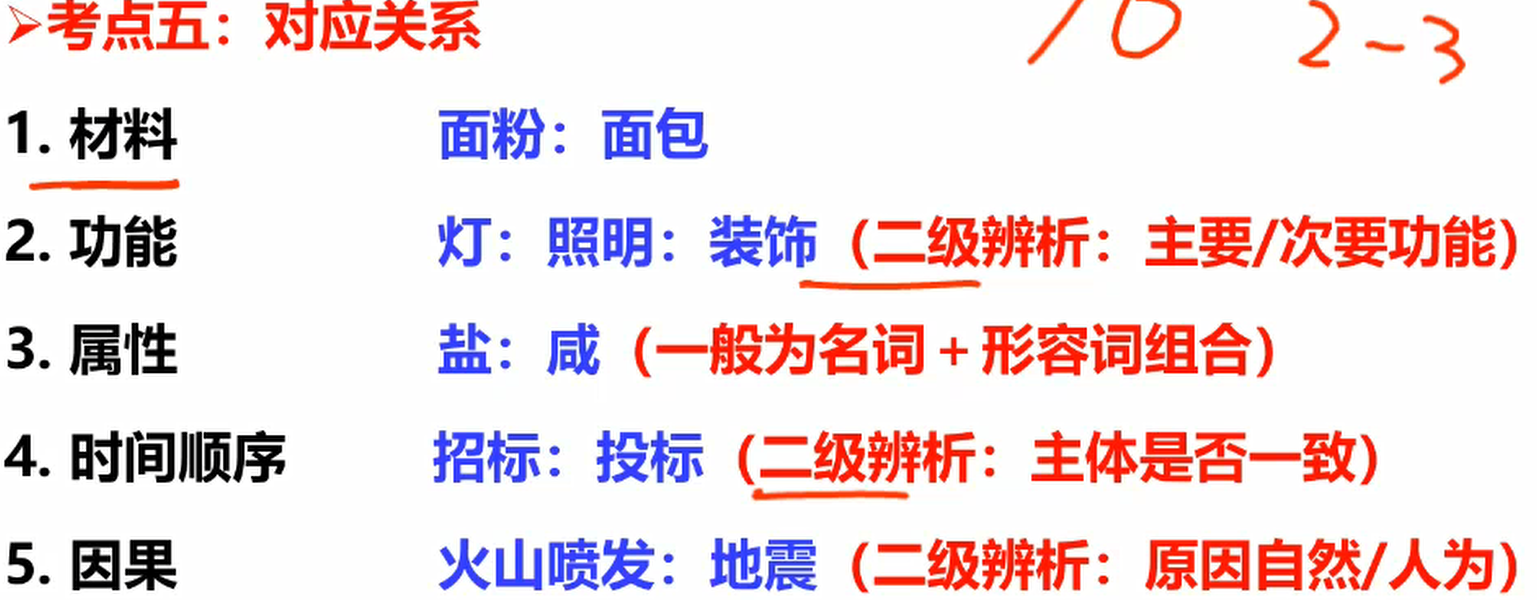 ➢考点五：对应关系
10 2-3
1. 材料 面粉：面包
2. 功能 灯：照明：装饰（二级辨析：主要/次要功能）
3. 属性 盐：咸（一般为名词+形容词组合）
4. 时间顺序 招标：投标（二级辨析：主体是否一致）
5. 因果 火山喷发：地震（二级辨析：原因自然/人为）